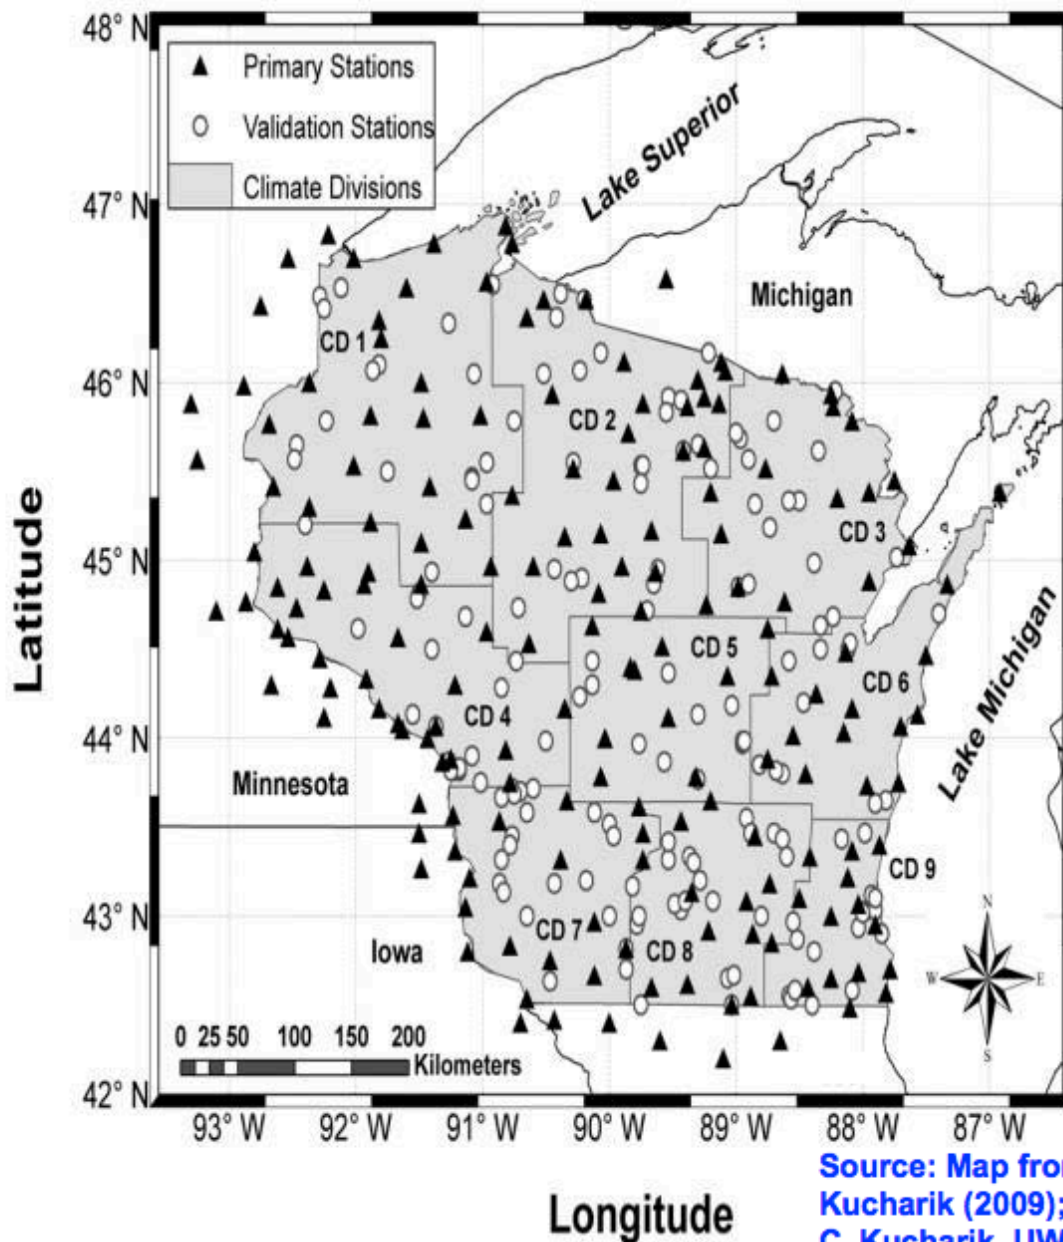 48° N
Primary Stations
Validation Stations
Climate Divisions
Lake Superior
47° N
Michigan
CD 1
46° N
CD 2
CD 3
45° N
CD 5
CD 6
CD 4
44° N
Minnesota
Lake Michigan
CD 9
43° N
CD 7
CD 8
Iowa
N
W E
S
0 25 50 100 150 200
Kilometers
42° N
93° W 92° W 91° W 90° W 89° W 88° W 87° W
Latitude
Longitude
Source: Map from
Kucharik (2009);
C. Kucharik, UW